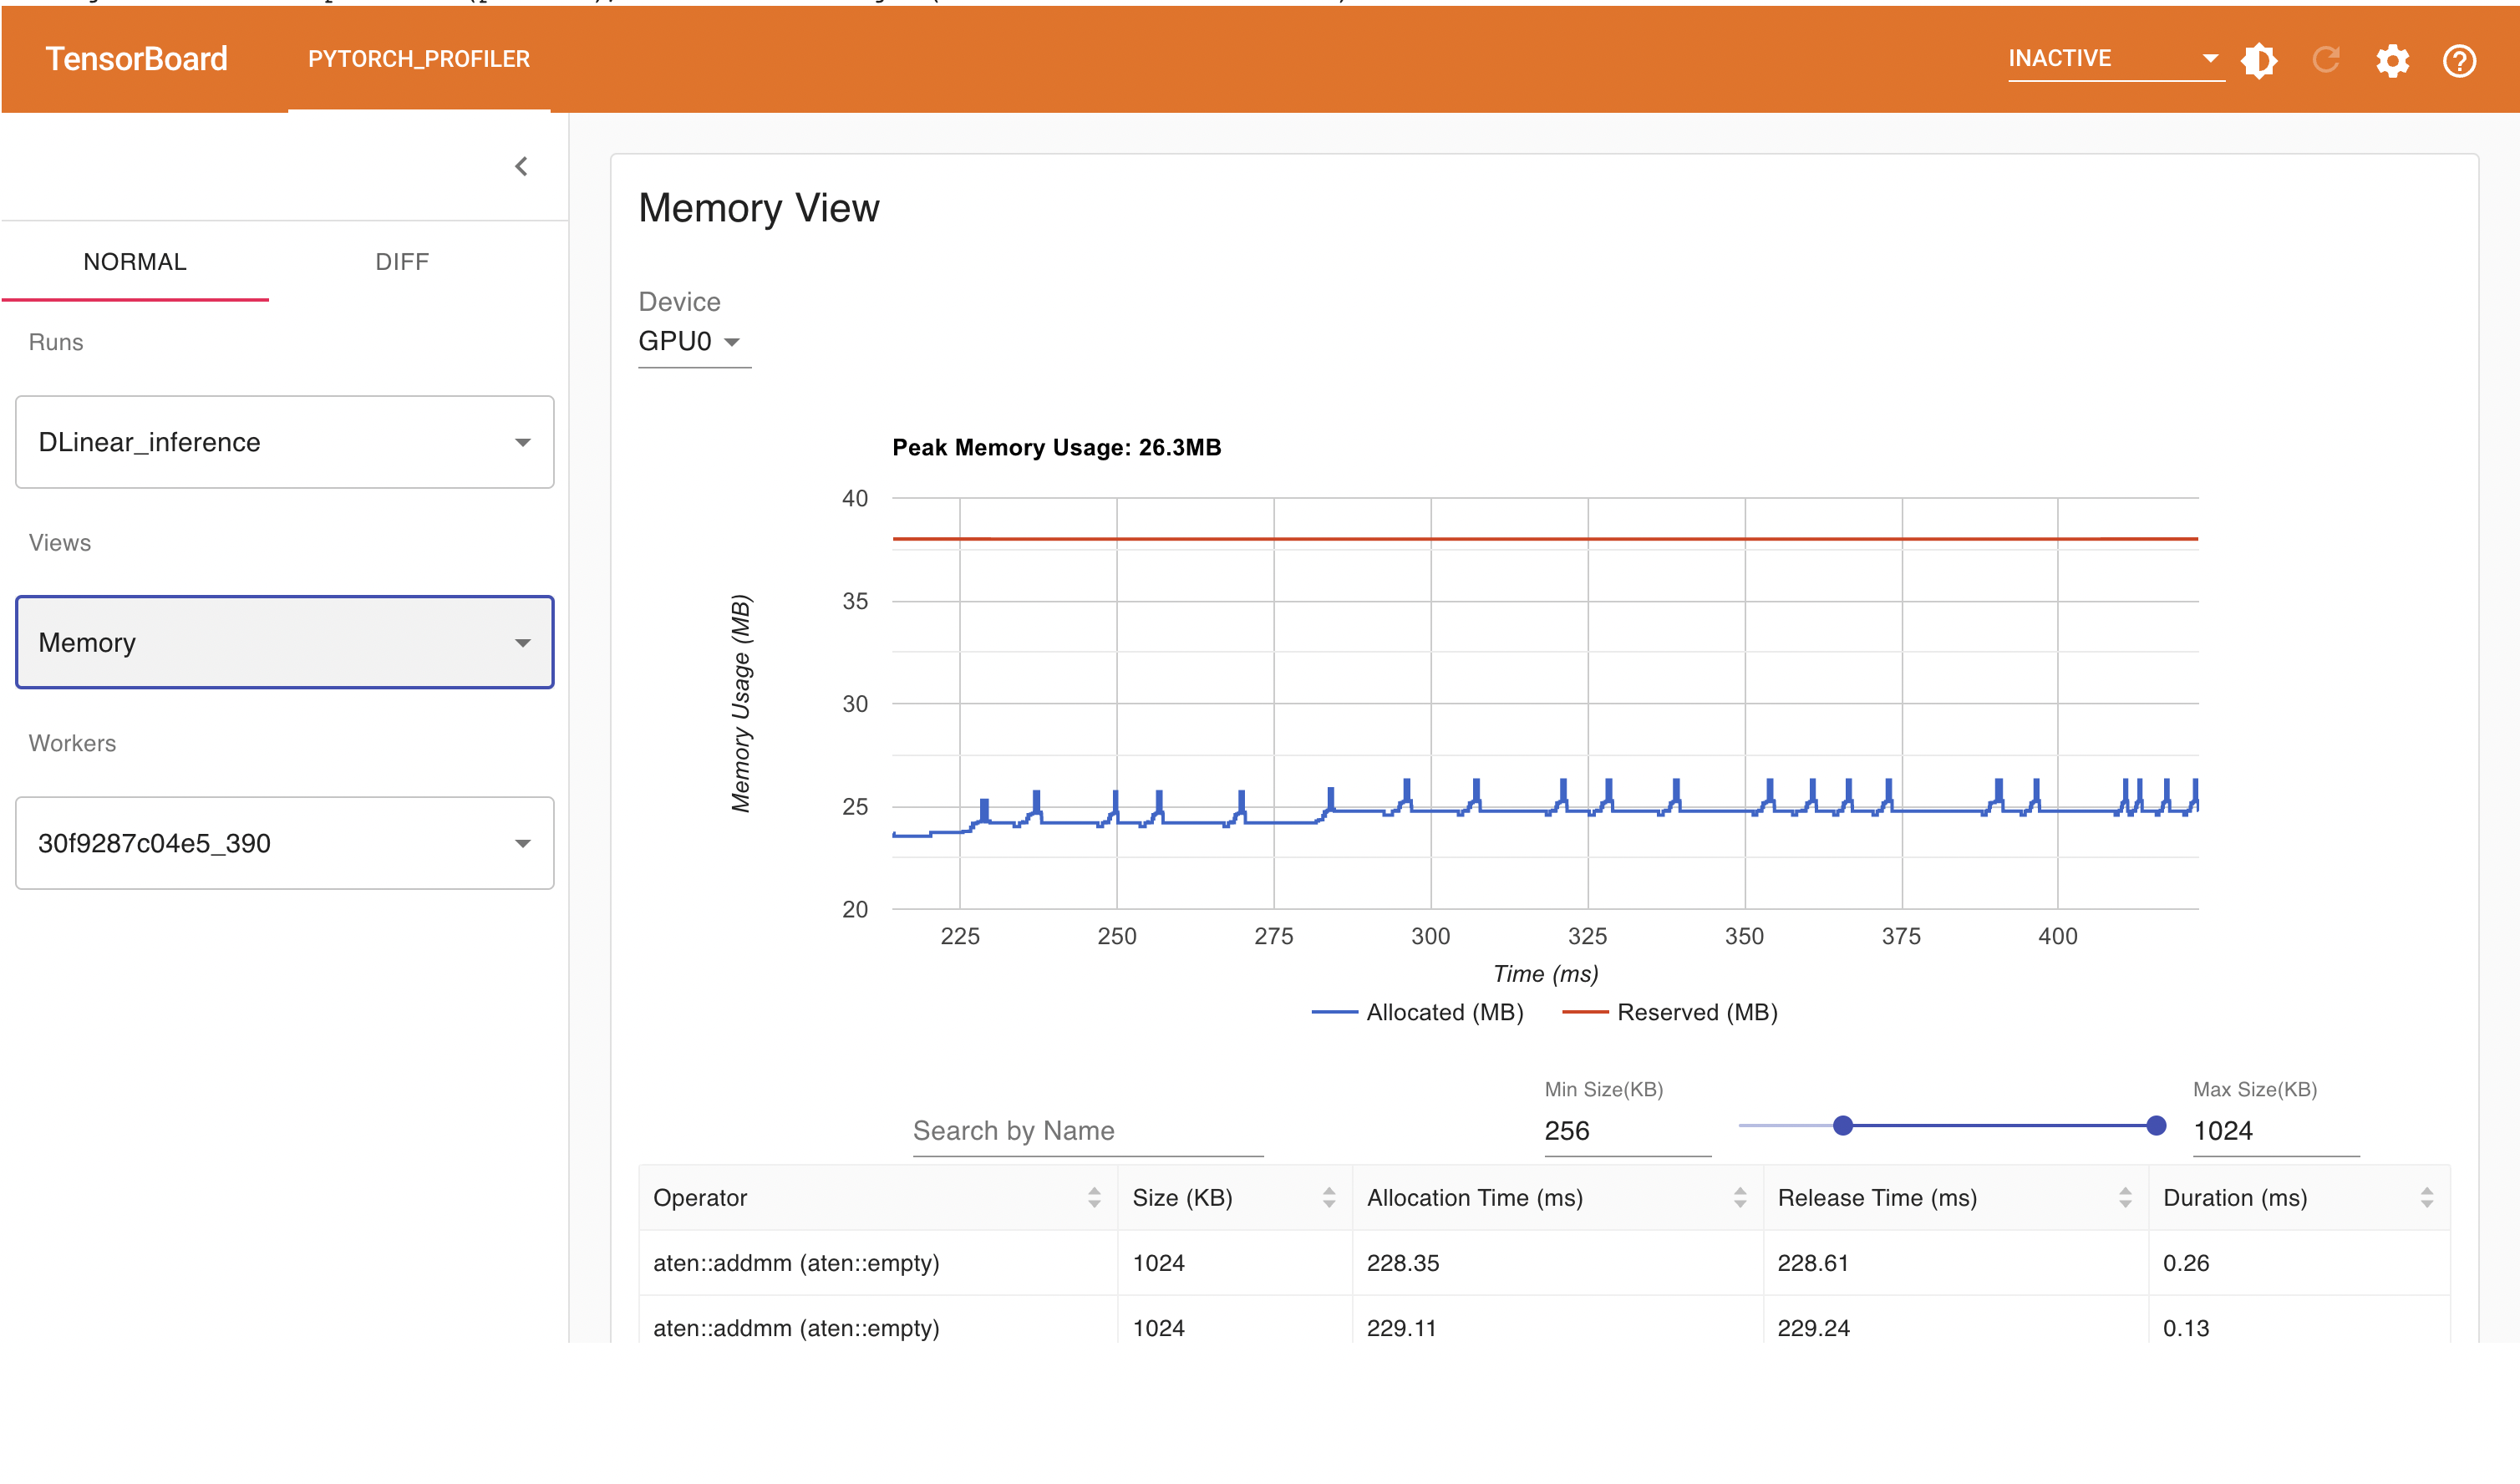 TensorBoard
PYTORCH_PROFILER
INACTIVE
NORMAL
DIFF
Runs
DLinear_inference
Views
Memory
Workers
30f9287c04e5_390
Memory View
Device
GPU0
Peak Memory Usage: 26.3MB
40
35
30
25
20
Memory Usage (MB)
225 250 275 300 325 350 375 400
Time (ms)
Allocated (MB) Reserved (MB)
Search by Name
Min Size(KB)
256
Max Size(KB)
1024
Operator Size (KB) Allocation Time (ms) Release Time (ms) Duration (ms)
aten::addmm (aten::empty) 1024 228.35 228.61 0.26
aten::addmm (aten::empty) 1024 229.11 229.24 0.13